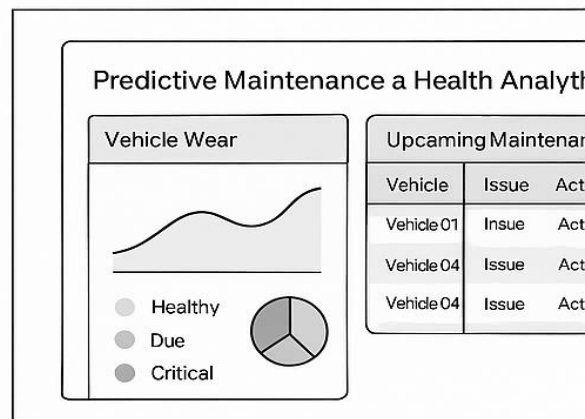 Predictive Maintenance a Health Analyth
Vehicle Wear
Healthy
Due
Critical
Upcaming Maintenan
Vehicle Issue Act
Vehicle 01 Insue Act
Vehicle 04 Issue Act
Vehicle 04 Issue Act